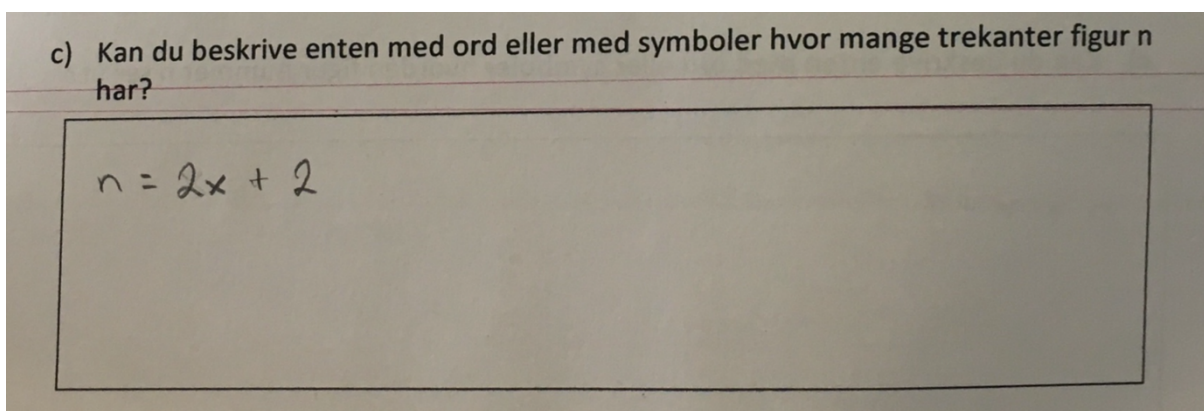 c) Kan du beskrive enten med ord eller med symboler hvor mange trekanter figur n
har?
n = 2x + 2